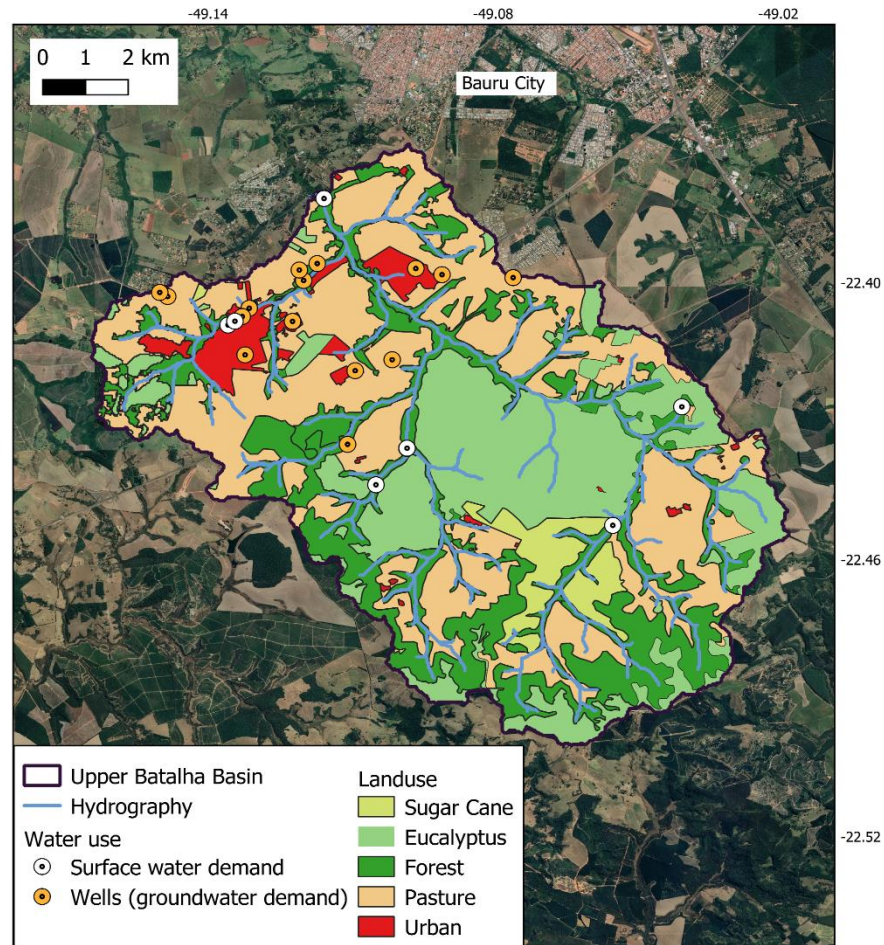 -49.14
-49.08
-49.02
0 1 2 km
Bauru City
-22.40
-22.46
-22.52
Upper Batalha Basin
Hydrography
Water use
Surface water demand
Wells (groundwater demand)
Landuse
Sugar Cane
Eucalyptus
Forest
Pasture
Urban